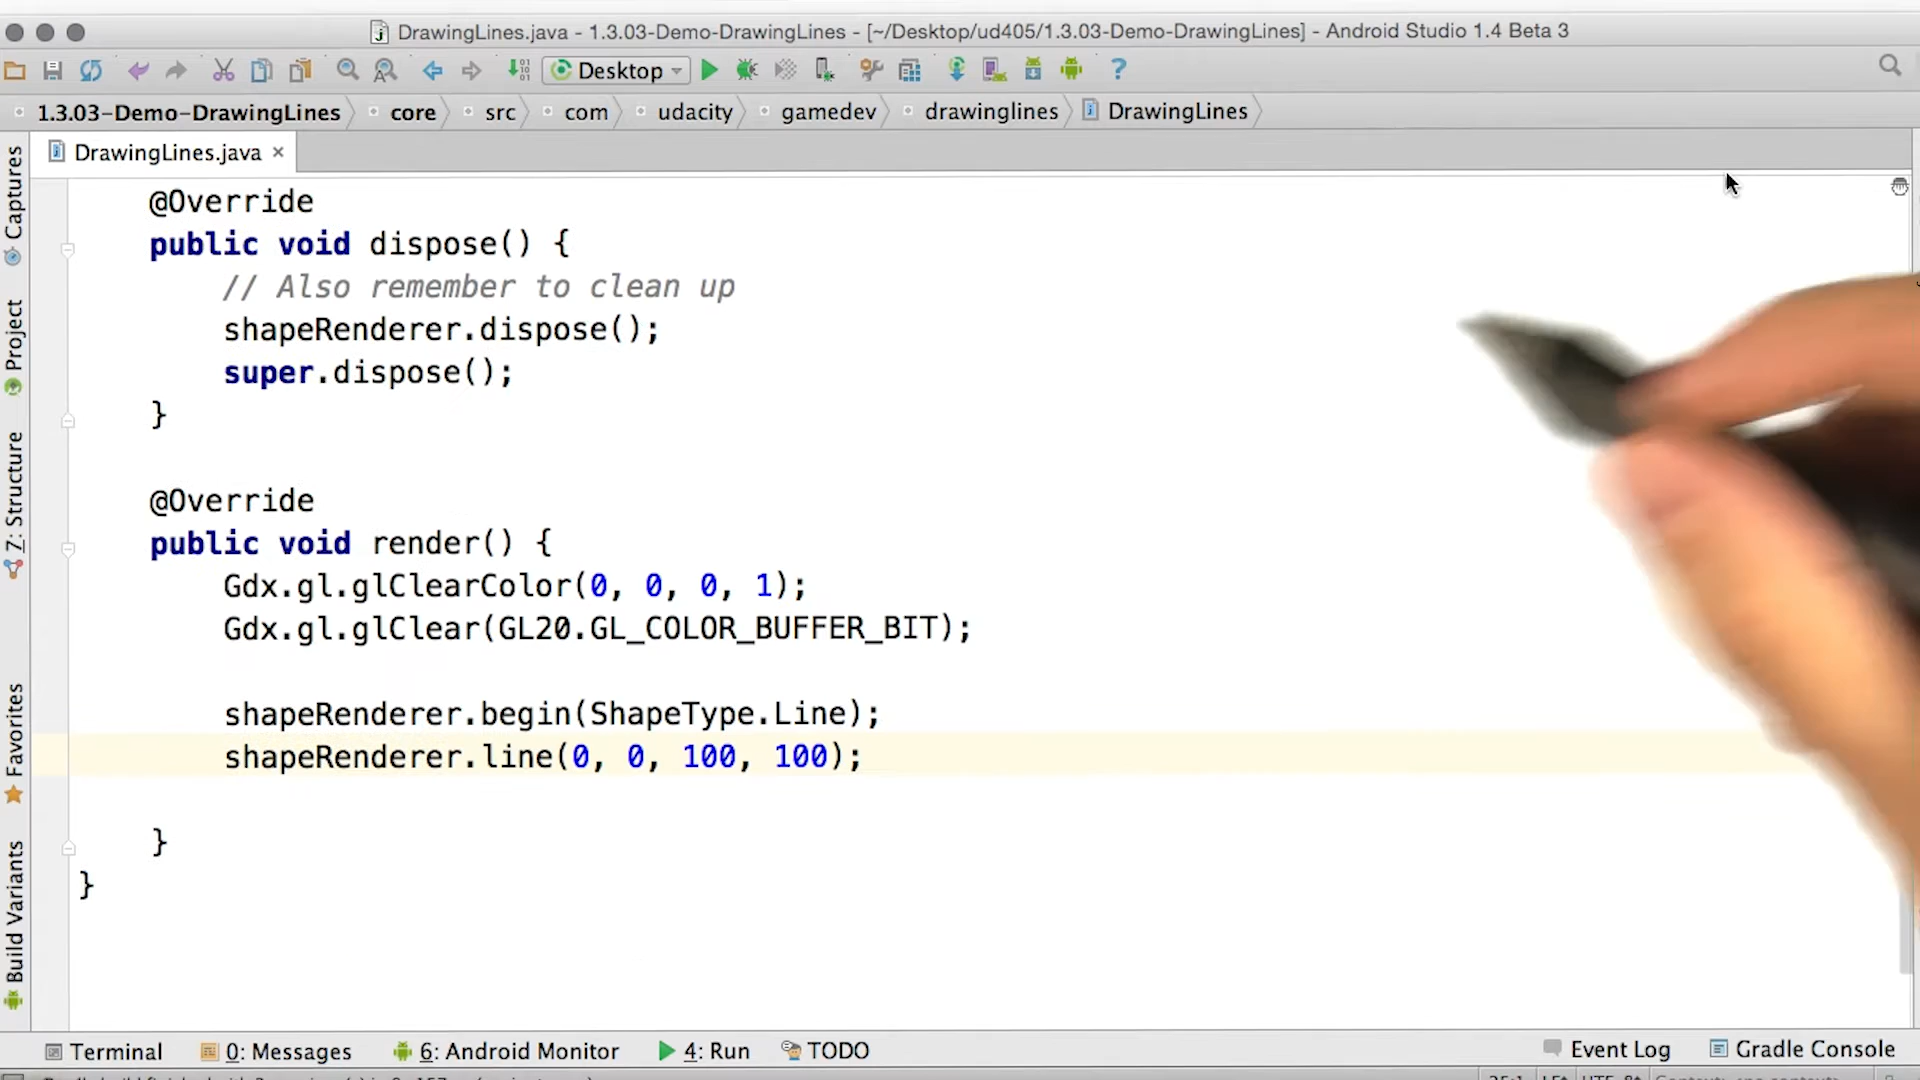 DrawingLines.java - 1.3.03-Demo-DrawingLines - [~/Desktop/ud405/1.3.03-Demo-DrawingLines] - Android Studio 1.4 Beta 3
Desktop
1.3.03-Demo-DrawingLines core src com udacity gamedev drawinglines DrawingLines
DrawingLines.java
Captures
Project
Z: Structure
Favorites
Build Variants
@Override
public void dispose() {
// Also remember to clean up
shapeRenderer.dispose();
super.dispose();
}
@Override
public void render() {
Gdx.gl.glClearColor(0, 0, 0, 1);
Gdx.gl.glClear(GL20.GL_COLOR_BUFFER_BIT);
shapeRenderer.begin(ShapeType.Line);
shapeRenderer.line(0, 0, 100, 100);
}
}
Terminal 0: Messages 6: Android Monitor 4: Run TODO Event Log Gradle Console